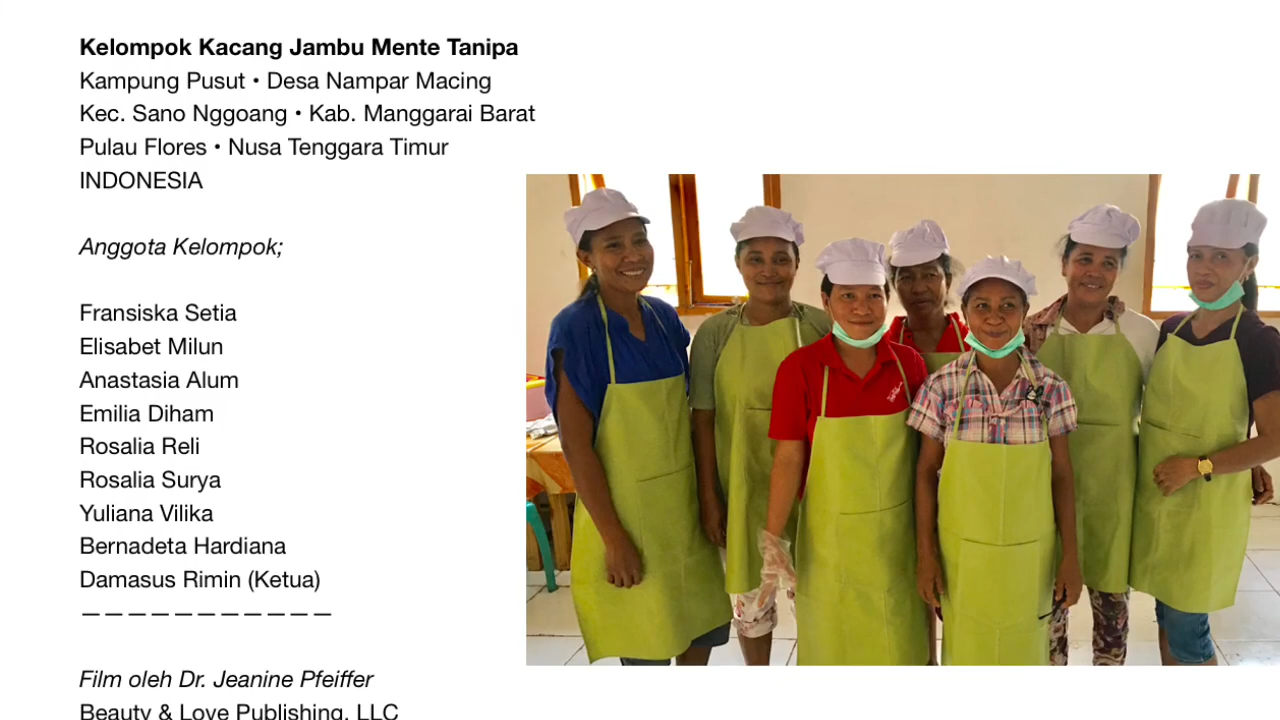 Kelompok Kacang Jambu Mente Tanipa
Kampung Pusut • Desa Nampar Macing
Kec. Sano Nggoang • Kab. Manggarai Barat
Pulau Flores • Nusa Tenggara Timur
INDONESIA
Anggota Kelompok;
Fransiska Setia
Elisabet Milun
Anastasia Alum
Emilia Diham
Rosalia Reli
Rosalia Surya
Yuliana Vilika
Bernadeta Hardiana
Damasus Rimin (Ketua)
———————————
Film oleh Dr. Jeanine Pfeiffer
Beauty & Love Publishing, LLC